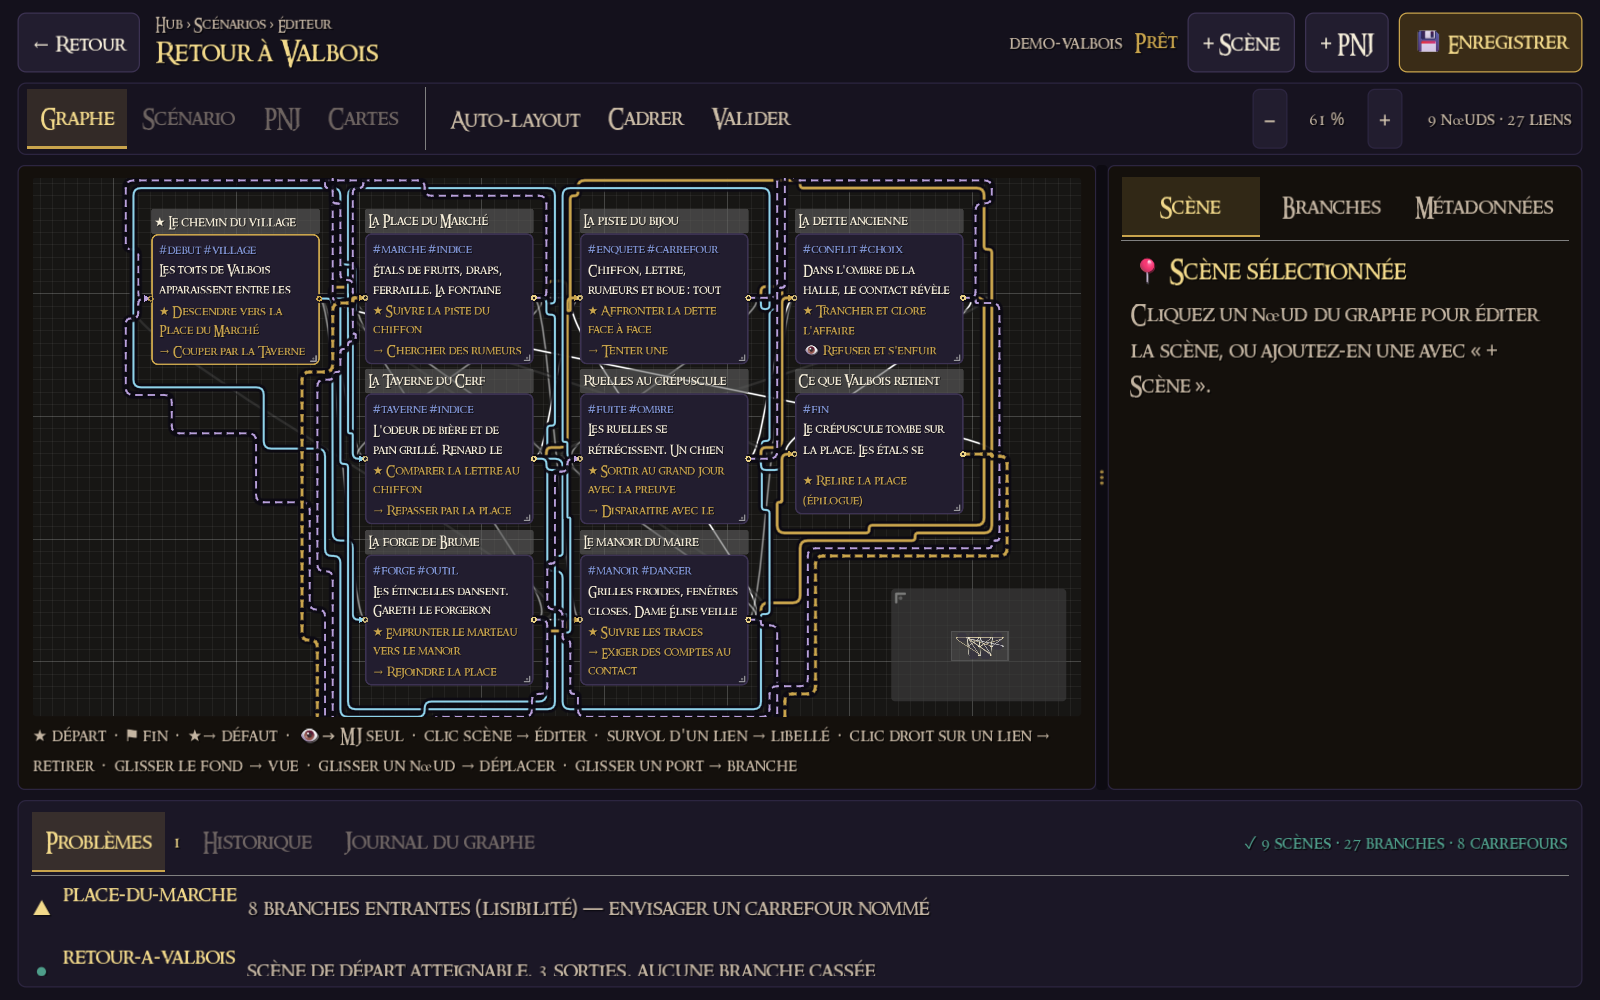 ← Retour
Hub › Scénarios › Éditeur
Retour à Valbois
demo-valbois Prêt
+ Scène
+ PNJ
Enregistrer
Graphe Scénario PNJ Cartes Auto-layout Cadrer Valider
− 61 % + 9 nœuds · 27 liens
★ Le chemin du village
#debut #village
Les toits de Valbois
apparaissent entre les
★ Descendre vers la
Place du Marché
→ Couper par la Taverne
La Place du Marché
#marche #indice
Étals de fruits, draps,
ferraille. La fontaine
★ Suivre la piste du
chiffon
→ Chercher des rumeurs
La piste du bijou
#enquete #carrefour
Chiffon, lettre,
rumeurs et boue : tout
★ Affronter la dette
face à face
→ Tenter une
La dette ancienne
#conflit #choix
Dans l'ombre de la
halle, le contact révèle
★ Trancher et clore
l'affaire
👁 Refuser et s'enfuir
La Taverne du Cerf
#taverne #indice
L'odeur de bière et de
pain grillé. Renard le
★ Comparer la lettre au
chiffon
→ Repasser par la place
Ruelles au crépuscule
#fuite #ombre
Les ruelles se
rétrécissent. Un chien
★ Sortir au grand jour
avec la preuve
→ Disparaître avec le
Ce que Valbois retient
#fin
Le crépuscule tombe sur
la place. Les étals se
★ Relire la place
(épilogue)
La Forge de Brume
#forge #outil
Les étincelles dansent.
Gareth le forgeron
★ Emprunter le marteau
vers le manoir
→ Rejoindre la place
Le manoir du maire
#manoir #danger
Grilles froides, fenêtres
closes. Dame Élise veille
★ Suivre les traces
→ Exiger des comptes au
contact
★ départ · ⚑ fin · ★→ défaut · 👁→ MJ seul · clic scène → éditer · survol d'un lien → libellé · clic droit sur un lien →
retirer · glisser le fond → vue · glisser un nœud → déplacer · glisser un port → branche
Scène Branches Métadonnées
📍 Scène sélectionnée
Cliquez un nœud du graphe pour éditer
la scène, ou ajoutez-en une avec « +
Scène ».
Problèmes 1 Historique Journal du graphe
✓ 9 scènes · 27 branches · 8 carrefours
▲ place-du-marche 8 branches entrantes (lisibilité) — envisager un carrefour nommé
● retour-a-valbois Scène de départ atteignable, 3 sorties, aucune branche cassée